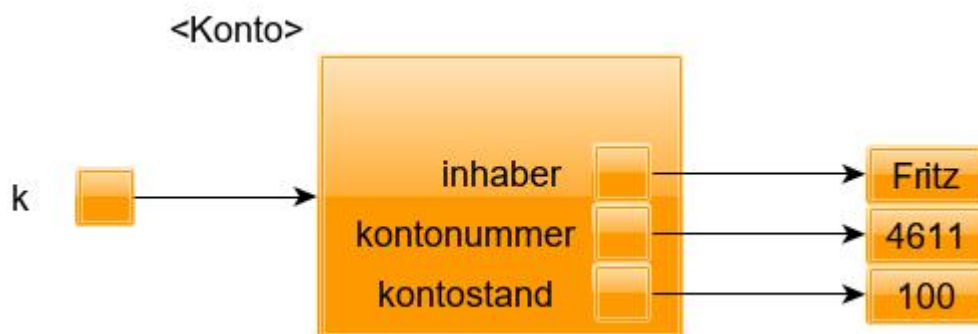 <Konto>
k
inhaber
Fritz
kontonummer
4611
kontostand
100